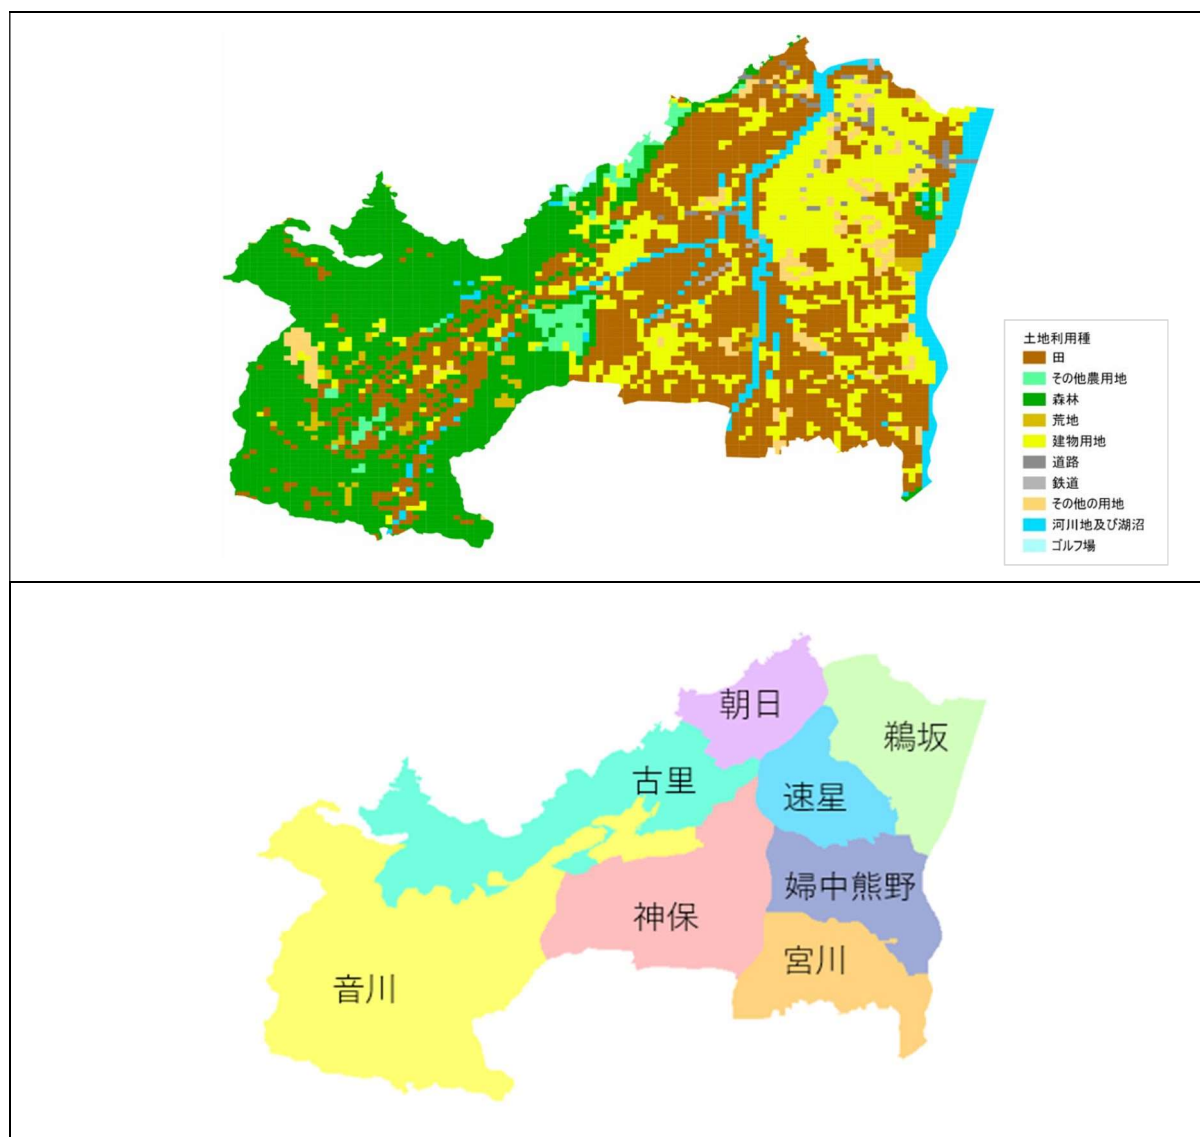 土地利用種
田
その他農用地
森林
荒地
建物用地
道路
鉄道
その他の用地
河川地及び湖沼
ゴルフ場
朝日
鵜坂
古里
速星
婦中熊野
神保
宮川
音川